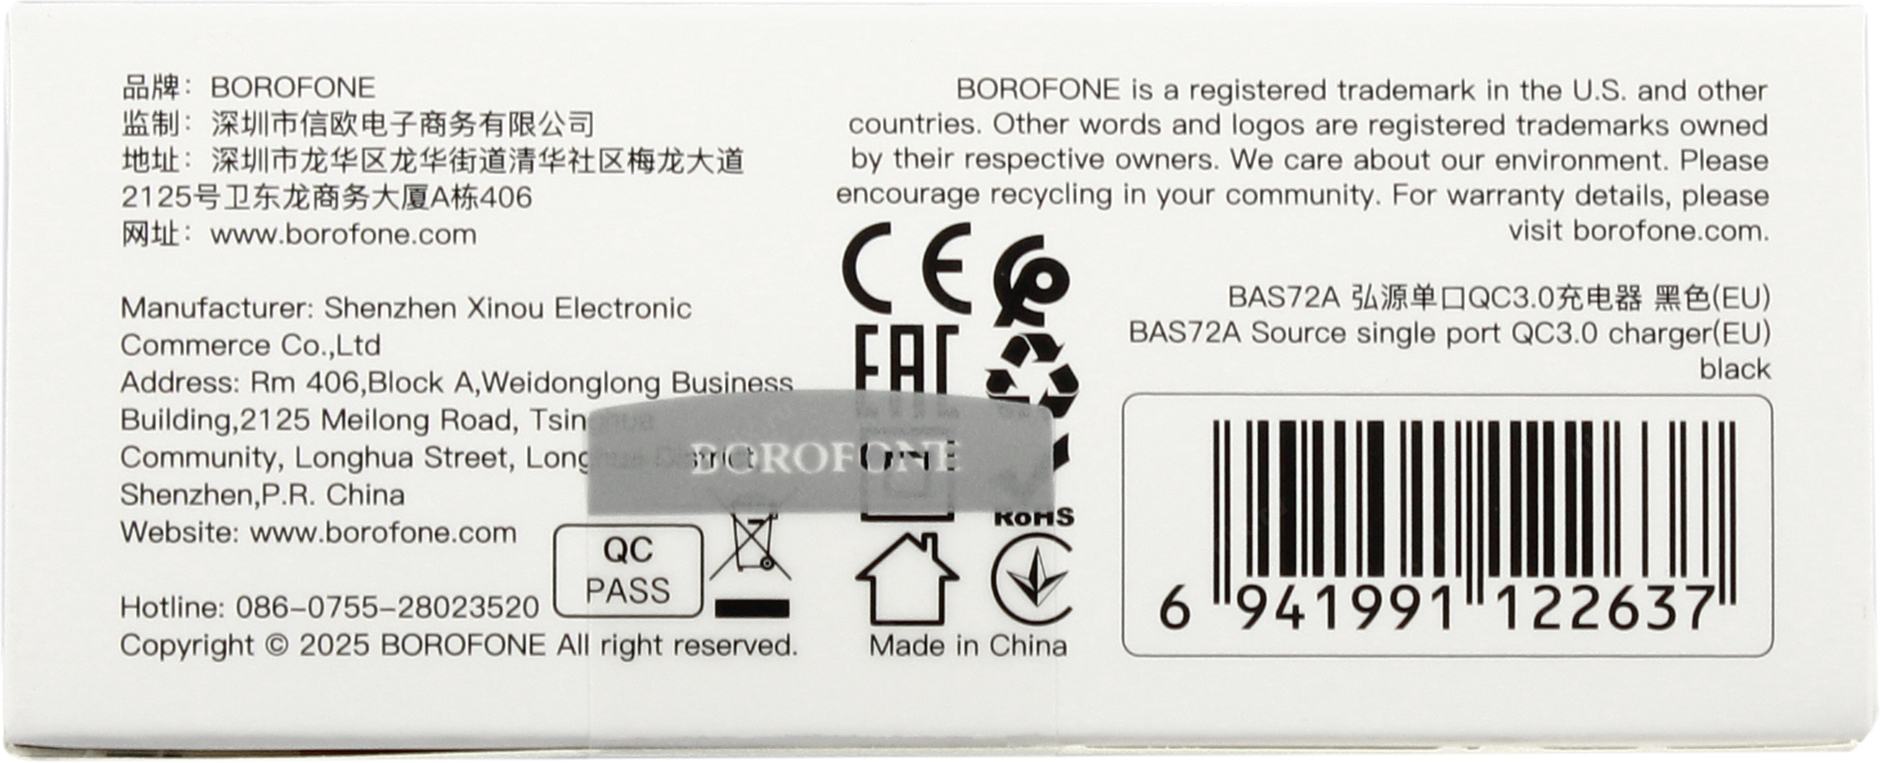 品牌：BOROFONE
监制：深圳市信欧电子商务有限公司
地址：深圳市龙华区龙华街道清华社区梅龙大道
2125号卫东龙商务大厦A栋406
网址：www.borofone.com
Manufacturer: Shenzhen Xinou Electronic
Commerce Co.,Ltd
Address: Rm 406,Block A,Weidonglong Business
Building,2125 Meilong Road, Tsinghua
Community, Longhua Street, Longhua District,
Shenzhen,P.R. China
Website: www.borofone.com
Hotline: 086-0755-28023520
Copyright © 2025 BOROFONE All right reserved.
QC
PASS
BOROFONE
BOROFONE is a registered trademark in the U.S. and other
countries. Other words and logos are registered trademarks owned
by their respective owners. We care about our environment. Please
encourage recycling in your community. For warranty details, please
visit borofone.com.
CE
EAC
RoHS
Made in China
BAS72A 弘源单口QC3.0充电器 黑色(EU)
BAS72A Source single port QC3.0 charger(EU)
black
6 941991 122637